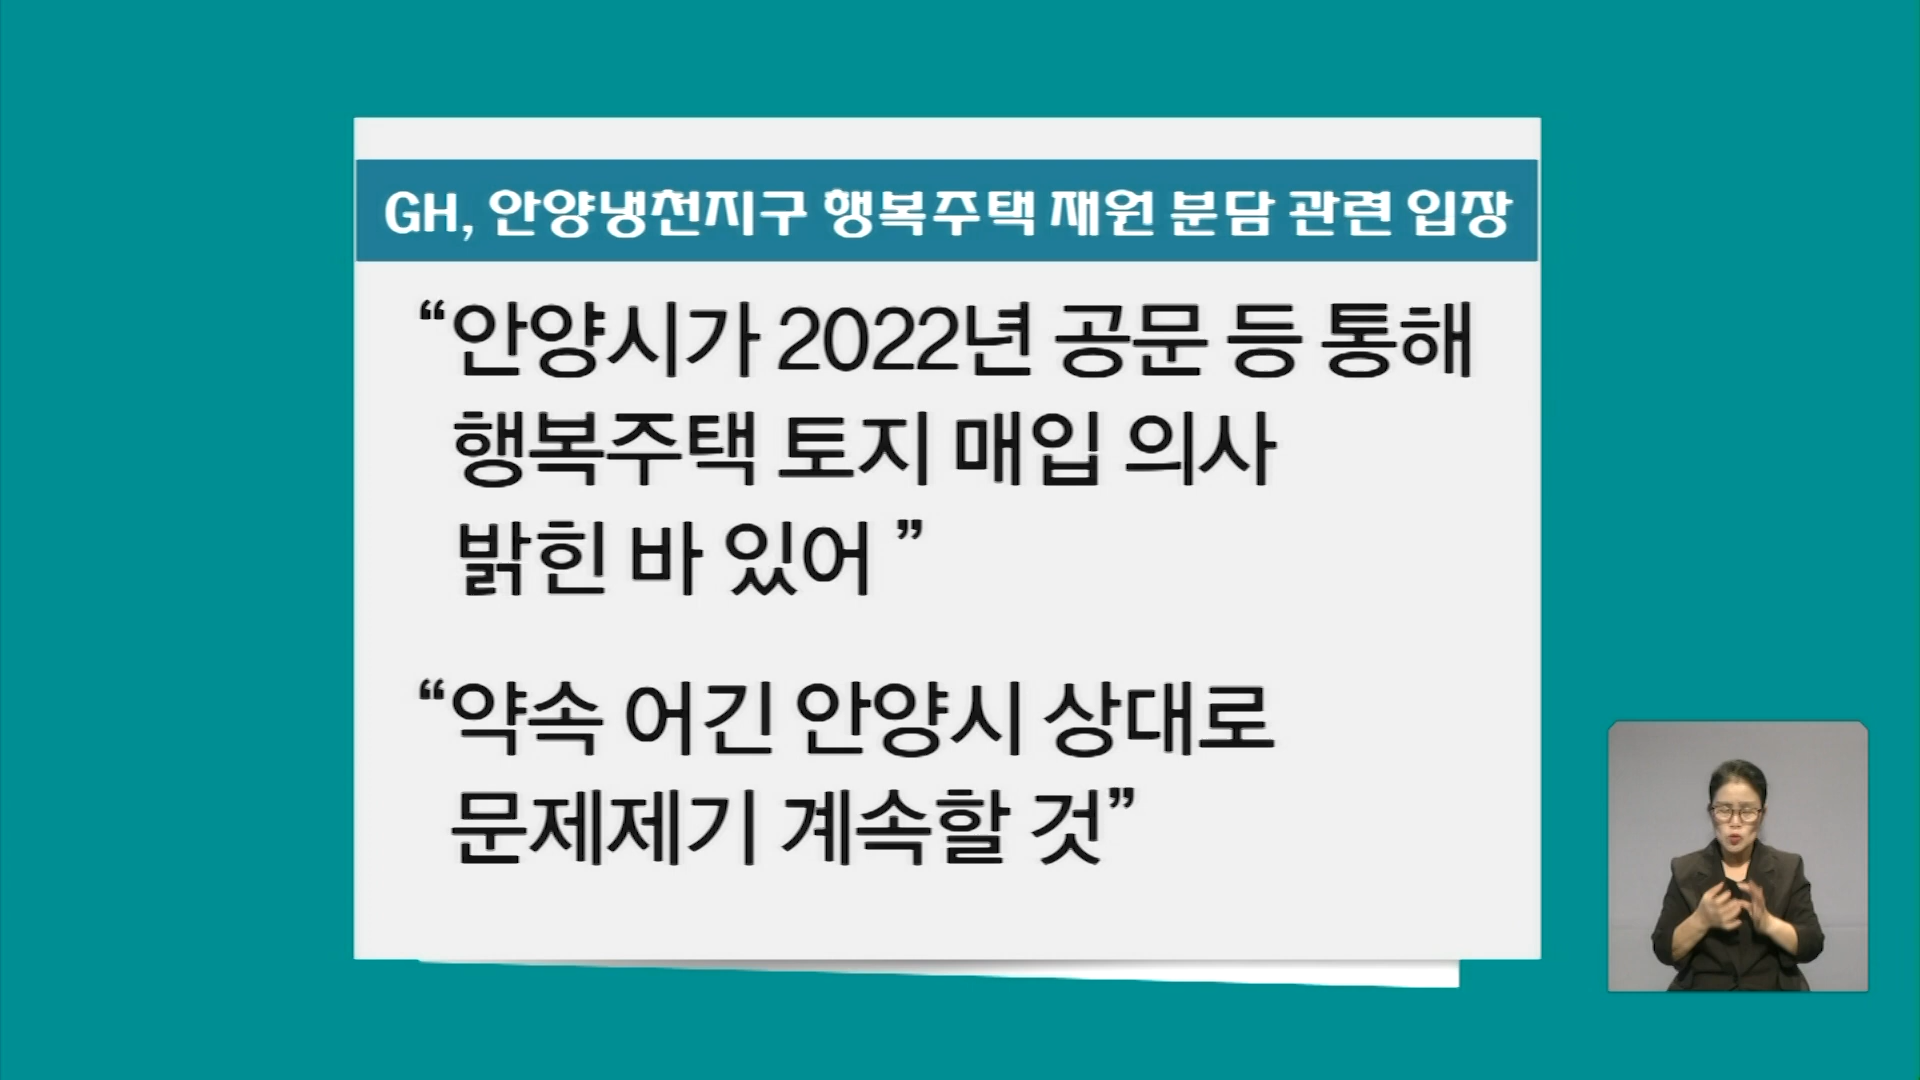 GH, 안양냉천지구 행복주택 재원 분담 관련 입장
“안양시가 2022년 공문 등 통해
행복주택 토지 매입 의사
밝힌 바 있어 ”
“약속 어긴 안양시 상대로
문제제기 계속할 것”